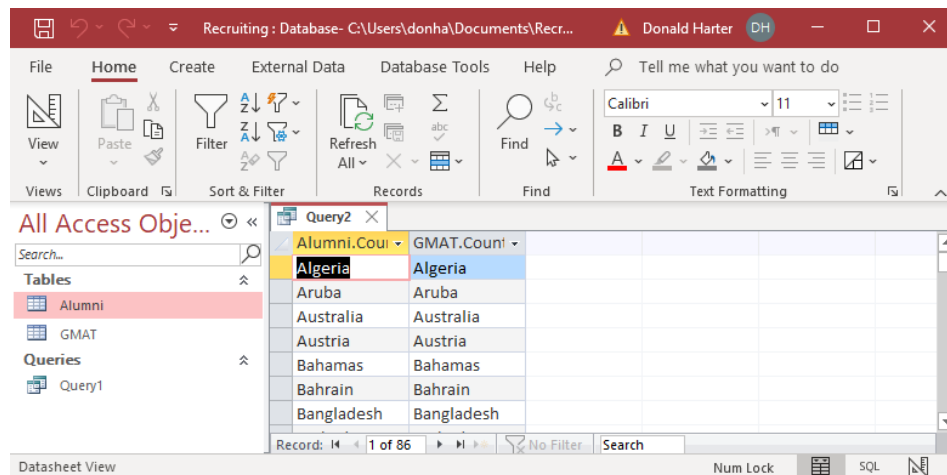 Recruiting : Database- C:\Users\donha\Documents\Recr... Donald Harter DH
File Home Create External Data Database Tools Help Tell me what you want to do
View Paste Filter Refresh All Find Calibri 11
B I U
Views Clipboard Sort & Filter Records Find Text Formatting
All Access Obje...
Search...
Tables
Alumni
GMAT
Queries
Query1
Query2
Alumni.Cour GMAT.Count
Algeria Algeria
Aruba Aruba
Australia Australia
Austria Austria
Bahamas Bahamas
Bahrain Bahrain
Bangladesh Bangladesh
Record: 1 of 86 No Filter Search
Datasheet View Num Lock SQL